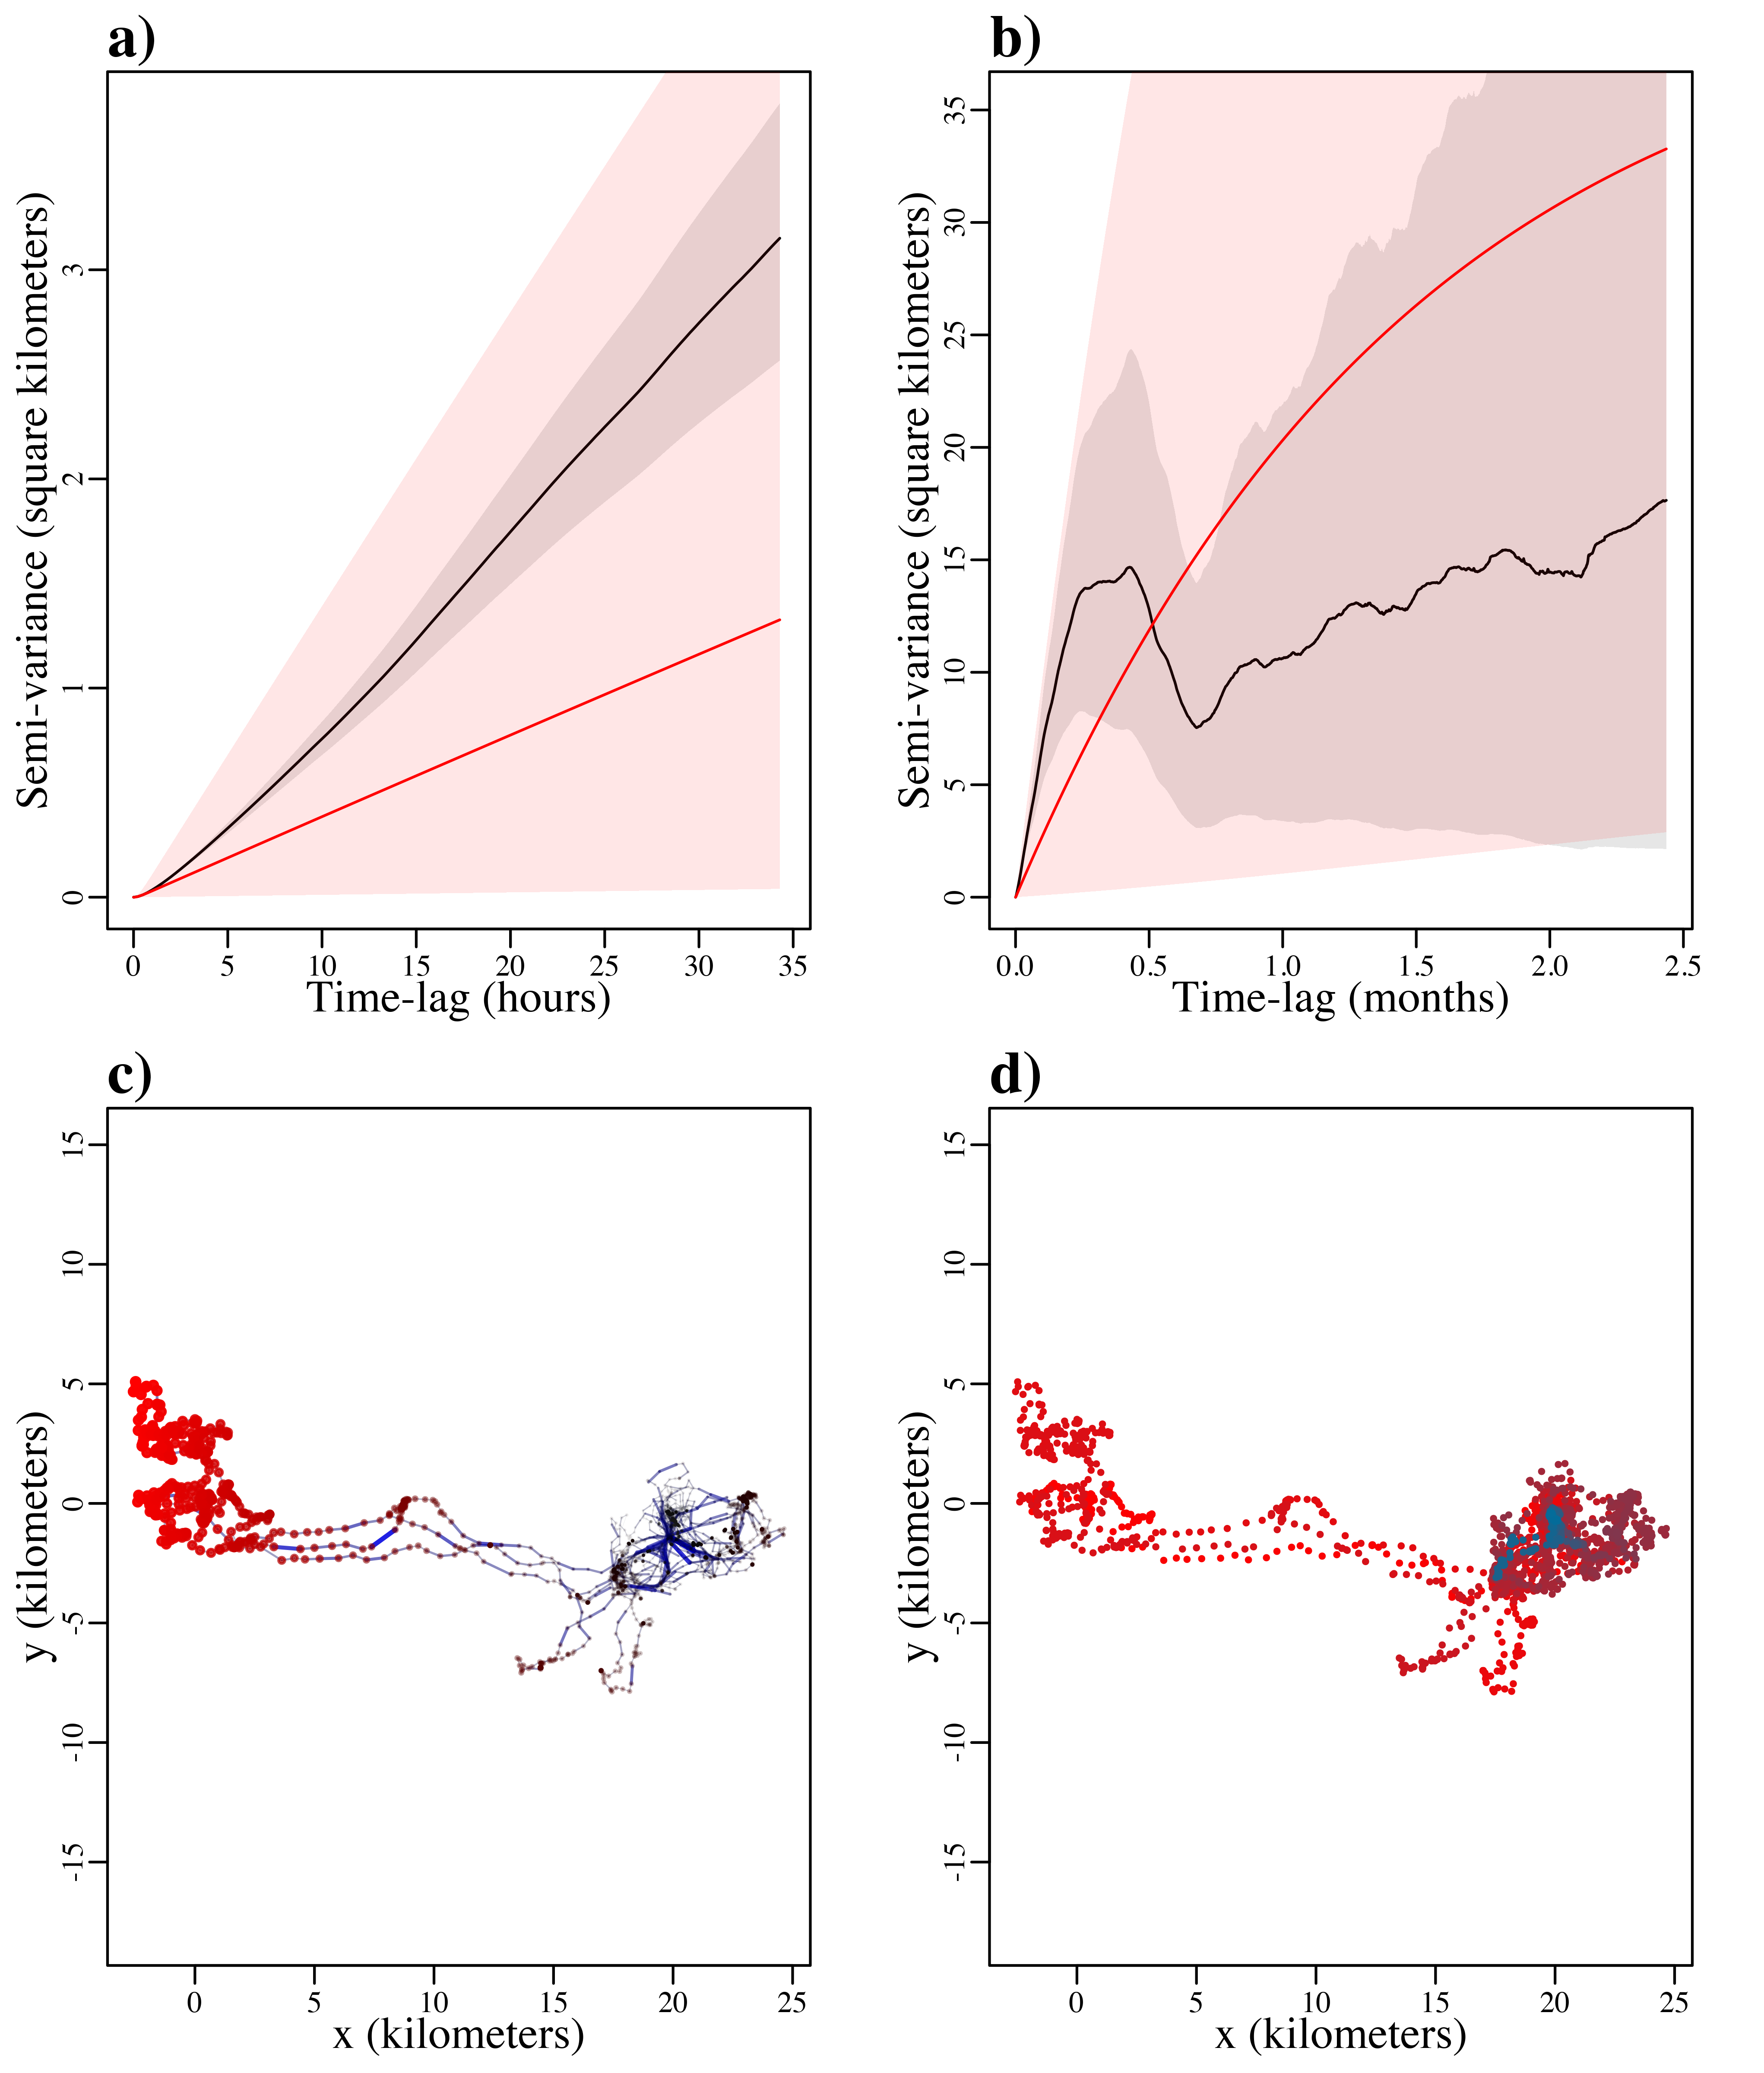 a)
Semi-variance (square kilometers)
3
2
1
0
0 5 10 15 20 25 30 35
Time-lag (hours)
b)
Semi-variance (square kilometers)
35
30
25
20
15
10
5
0
0.0 0.5 1.0 1.5 2.0 2.5
Time-lag (months)
c)
y (kilometers)
15
10
5
0
-5
-10
-15
0 5 10 15 20 25
x (kilometers)
d)
y (kilometers)
15
10
5
0
-5
-10
-15
0 5 10 15 20 25
x (kilometers)